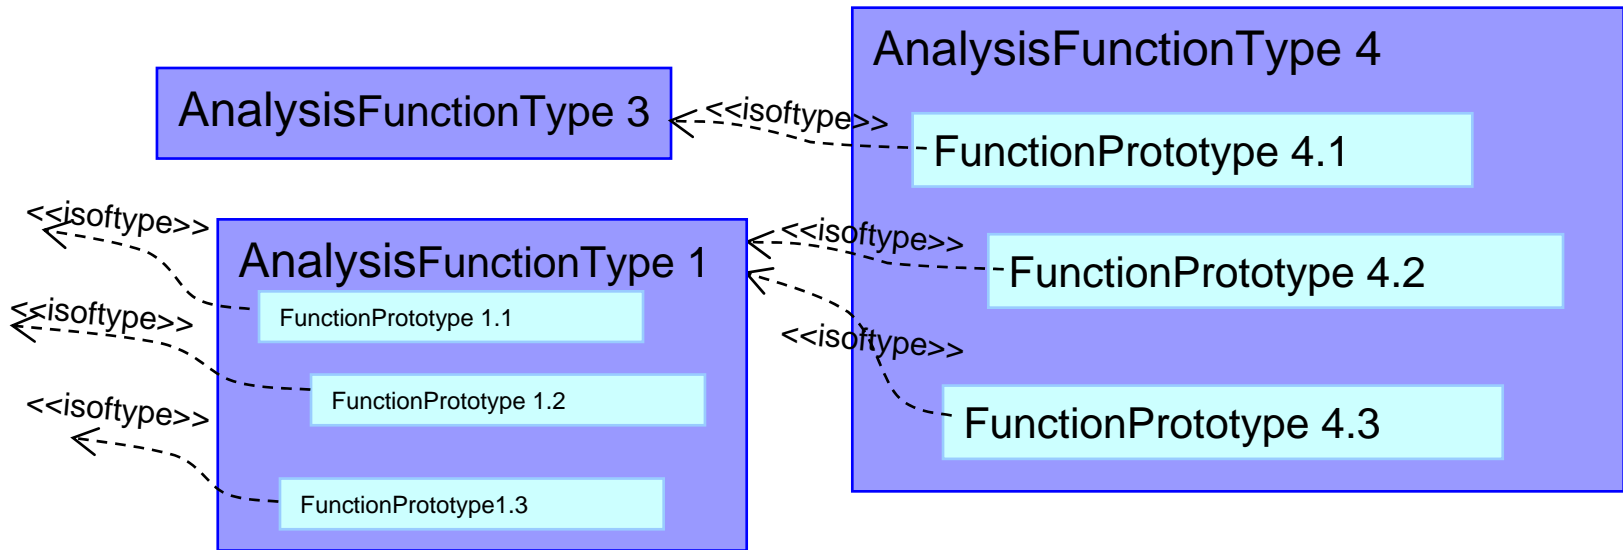 AnalysisFunctionType 4
AnalysisFunctionType 3
<<isoftype>>
FunctionPrototype 4.1
<<isoftype>>
AnalysisFunctionType 1
<<isoftype>>
FunctionPrototype 4.2
FunctionPrototype 1.1
<<isoftype>>
<<isoftype>>
FunctionPrototype 1.2
<<isoftype>>
FunctionPrototype 4.3
FunctionPrototype1.3